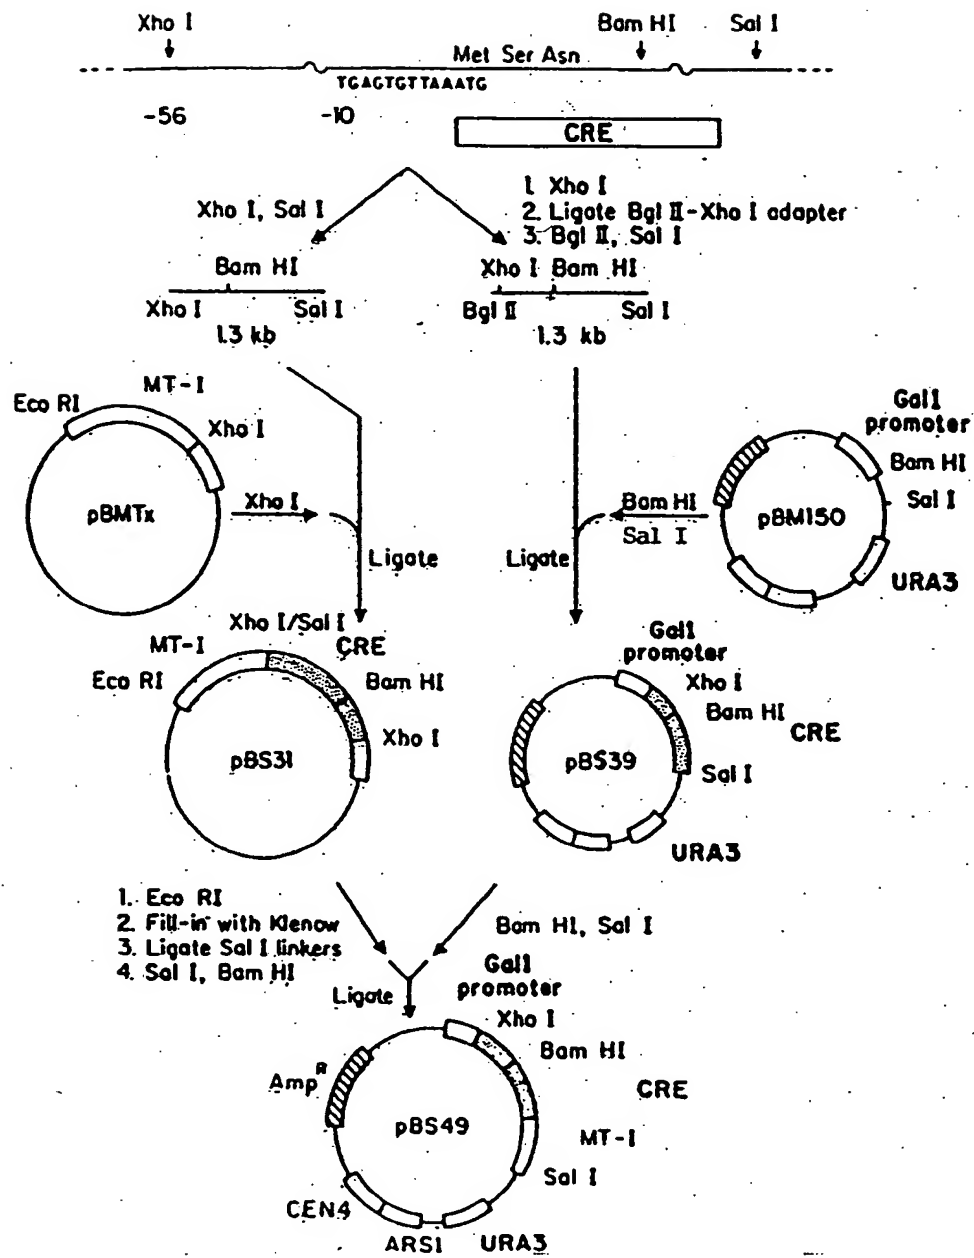 Xho I Bam HI Sal I
Met Ser Asn
TGAGTGTTAAATG
-56 -10
CRE
Xho I, Sal I
1. Xho I
2. Ligate Bgl II-Xho I adapter
3. Bgl II, Sal I
Bam HI
Xho I Sal I
1.3 kb
Xho I Bam HI
Bgl II Sal I
1.3 kb
MT-I
Eco RI
Xho I
pBMTx
Xho I
Ligate
Gal1
promoter
Bam HI
Sal I
pBM150
URA3
Bam HI
Sal I
Ligate
Xho I/Sal I
MT-I
CRE
Eco RI
Bam HI
Xho I
pBS31
Gal1
promoter
Xho I
Bam HI
CRE
pBS39
Sal I
URA3
1. Eco RI
2. Fill-in with Klenow
3. Ligate Sal I linkers
4. Sal I, Bam HI
Bam HI, Sal I
Ligate
Gal1
promoter
Xho I
Bam HI
Amp R
CRE
pBS49
MT-I
Sal I
CEN4
ARS1
URA3